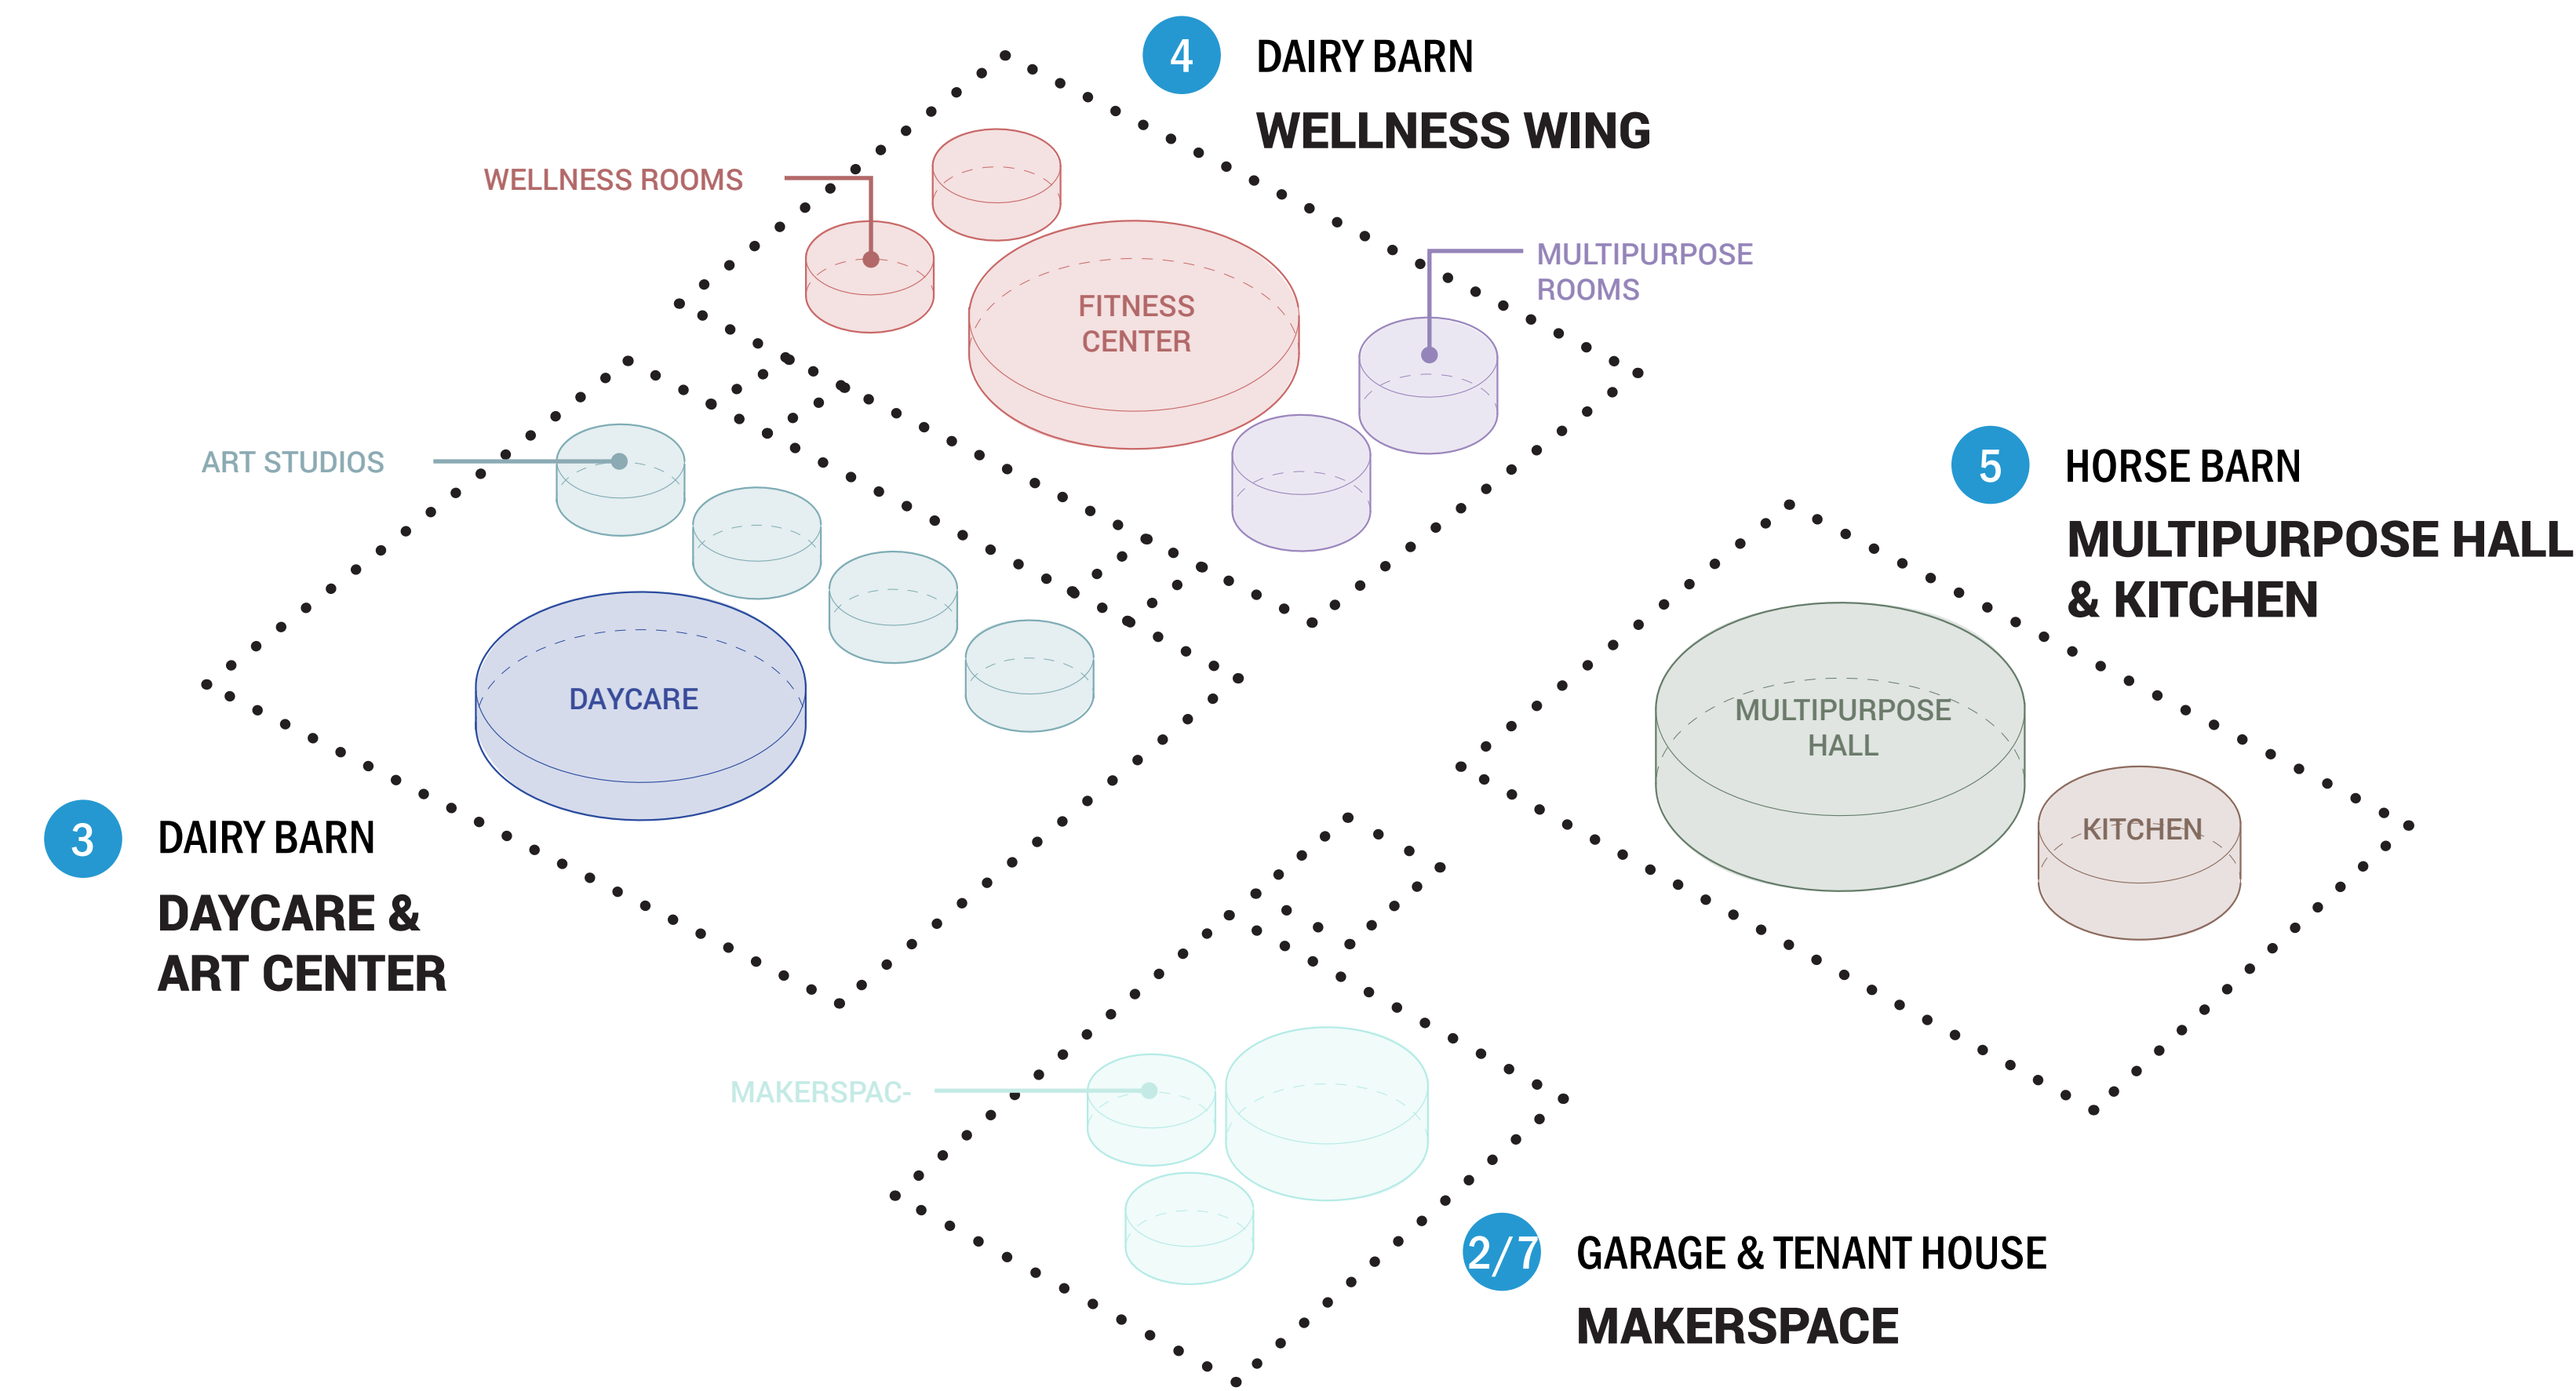 4
DAIRY BARN
WELLNESS WING
WELLNESS ROOMS
FITNESS
CENTER
MULTIPURPOSE
ROOMS
ART STUDIOS
DAYCARE
3
DAIRY BARN
DAYCARE &
ART CENTER
5
HORSE BARN
MULTIPURPOSE HALL
& KITCHEN
MULTIPURPOSE
HALL
KITCHEN
MAKERSPAC-
2/7
GARAGE & TENANT HOUSE
MAKERSPACE